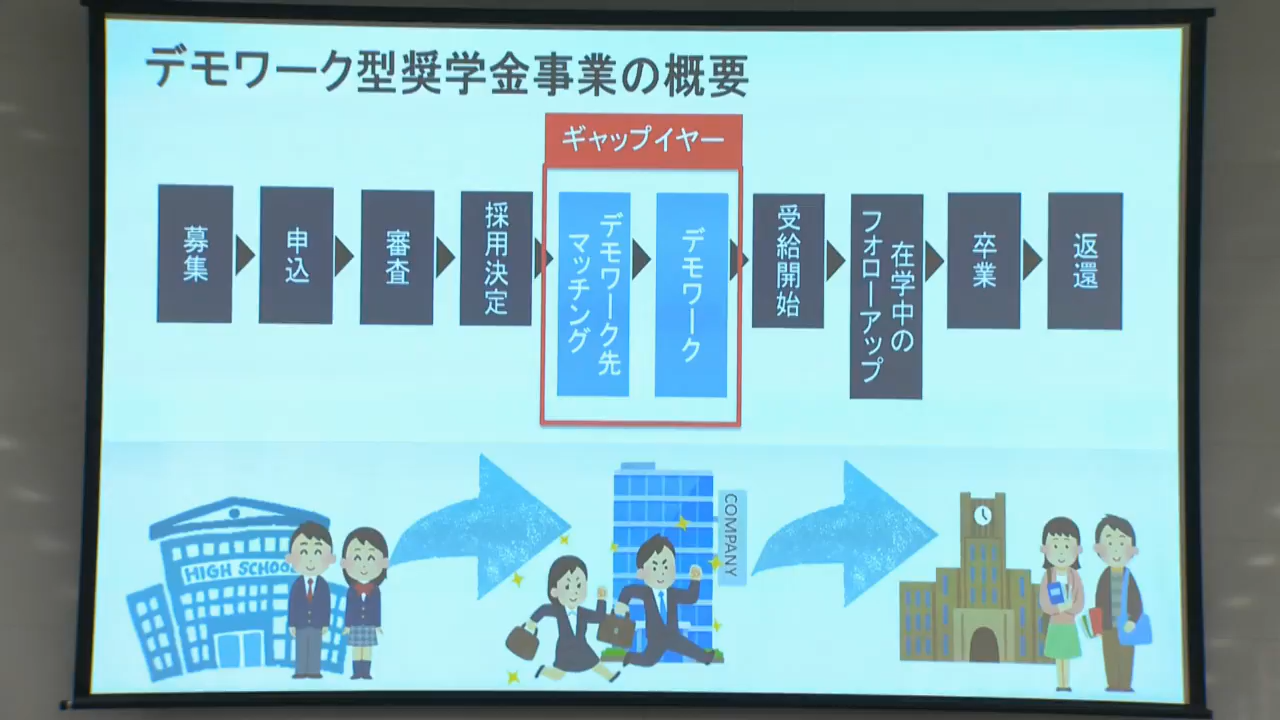 デモワーク型奨学金事業の概要
ギャップイヤー
募集
申込
審査
採用決定
デモワーク先
マッチング
デモワーク
受給開始
在学中の
フォローアップ
卒業
返還
HIGH SCHOOL
COMPANY